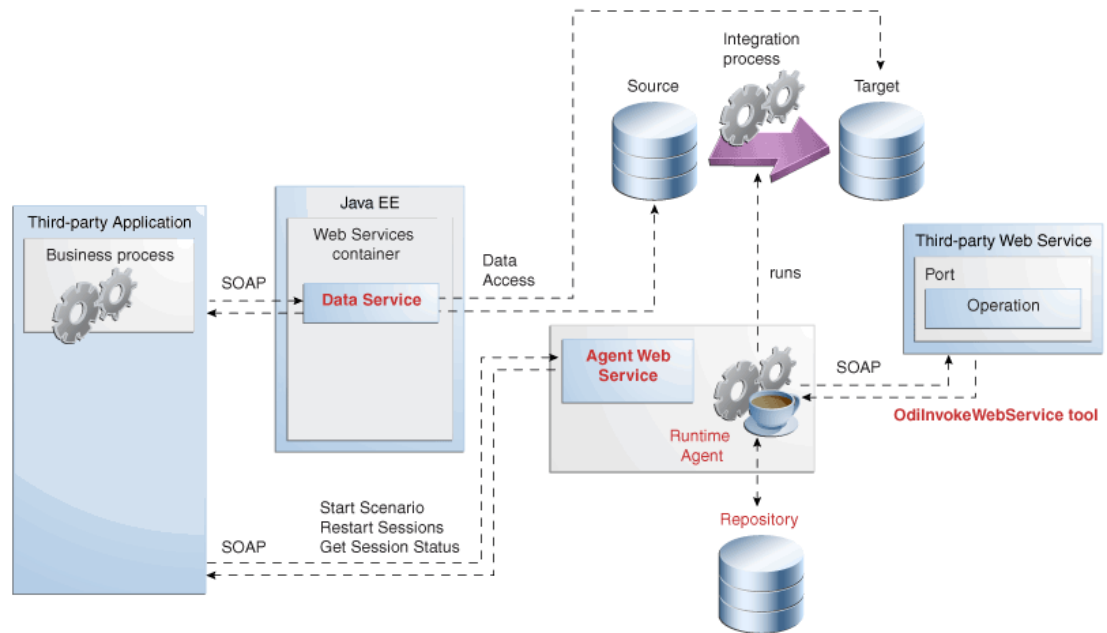 Integration
process
Source
Target
Java EE
Third-party Application
Web Services
container
Business process
Third-party Web Service
Data
Access
SOAP
Port
runs
Data Service
Operation
Agent Web
Service
SOAP
OdiInvokeWebService tool
Runtime
Agent
Start Scenario
Restart Sessions
Get Session Status
SOAP
Repository